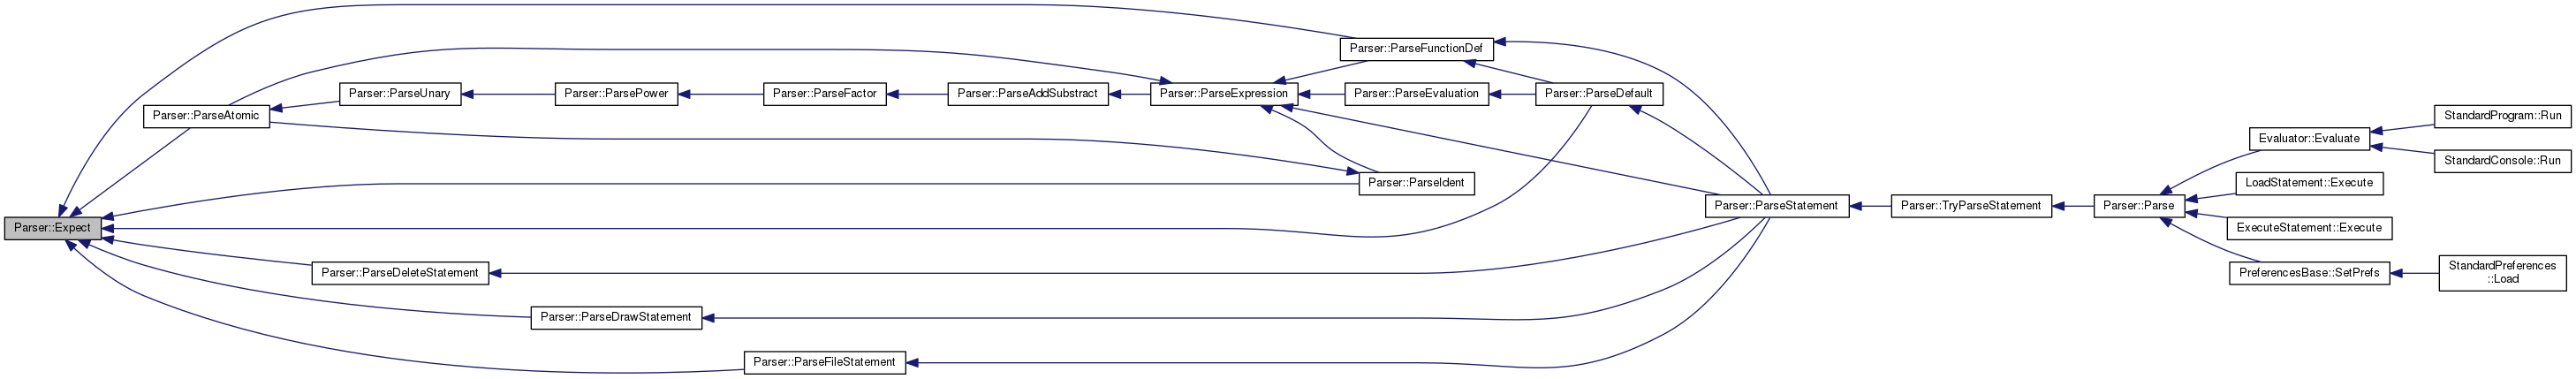 Parser::Expect
Parser::ParseAtomic
Parser::ParseUnary
Parser::ParsePower
Parser::ParseFactor
Parser::ParseAddSubstract
Parser::ParseExpression
Parser::ParseFunctionDef
Parser::ParseEvaluation
Parser::ParseDefault
Parser::ParseIdent
Parser::ParseDeleteStatement
Parser::ParseDrawStatement
Parser::ParseFileStatement
Parser::ParseStatement
Parser::TryParseStatement
Parser::Parse
Evaluator::Evaluate
StandardProgram::Run
StandardConsole::Run
LoadStatement::Execute
ExecuteStatement::Execute
PreferencesBase::SetPrefs
StandardPreferences
::Load